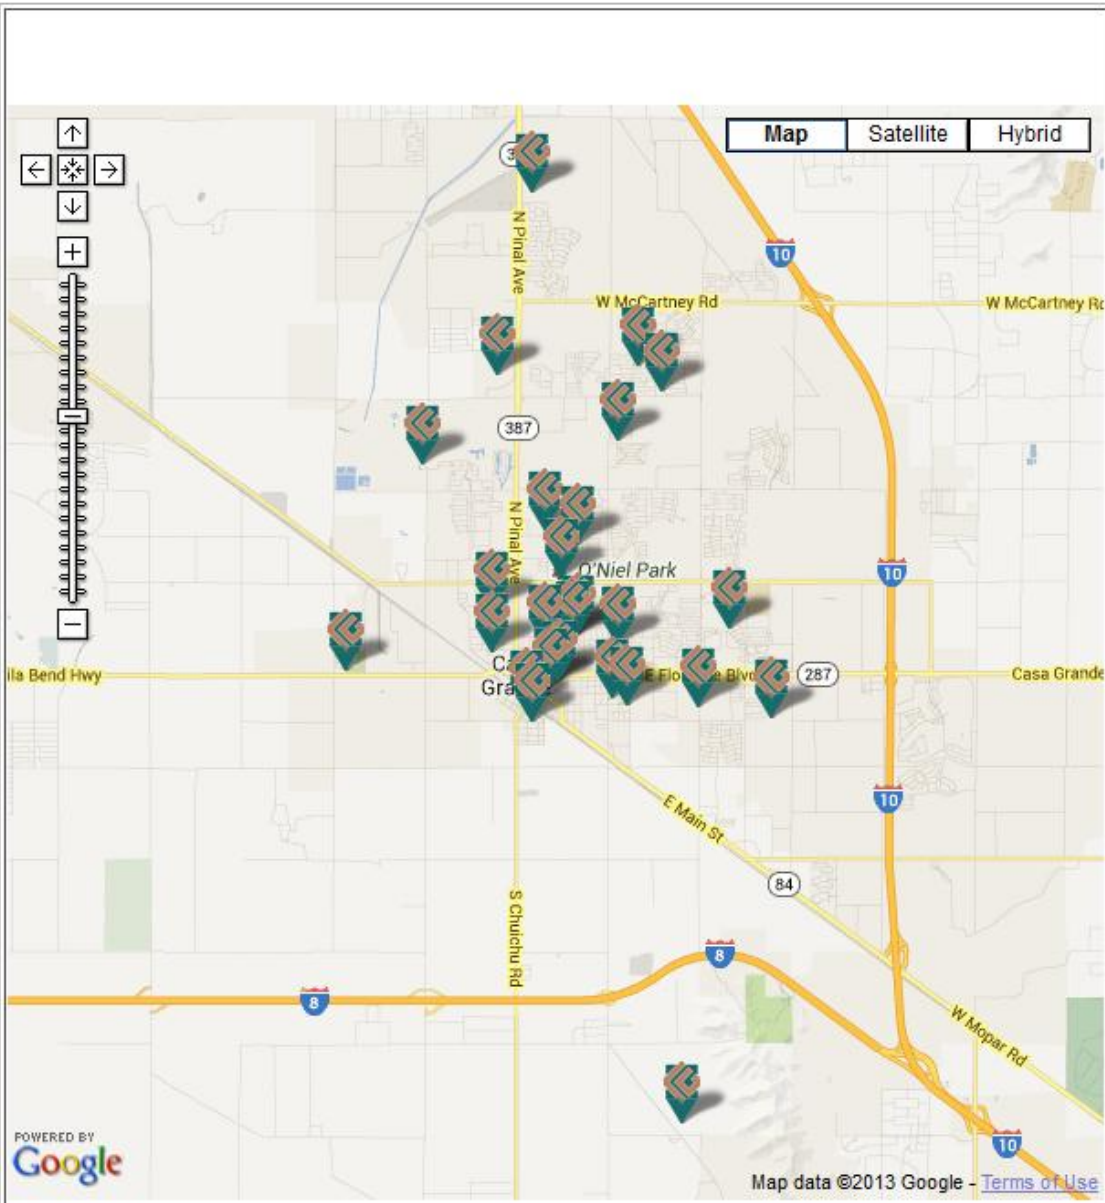 Map Satellite Hybrid
N Pinal Ave
10
W McCartney Rd
W McCartney Rd
387
N Pinal Ave
O'Niel Park
10
ila Bend Hwy
287
Casa Grande
10
E Main St
84
S Chuichu Rd
8
8
W Mopar Rd
10
POWERED BY
Google
Map data ©2013 Google - Terms of Use